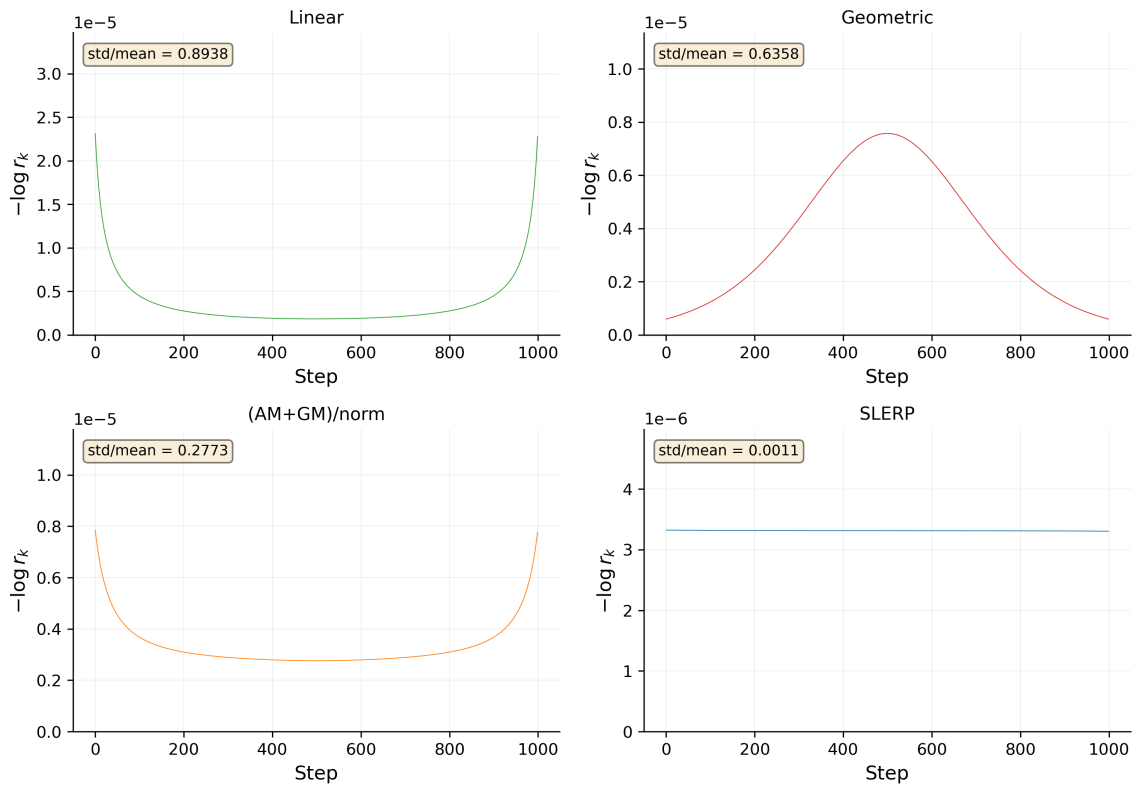 Linear
1e−5
std/mean = 0.8938
3.0
2.5
2.0
1.5
1.0
0.5
0.0
−log r_k
0 200 400 600 800 1000
Step
Geometric
1e−5
std/mean = 0.6358
1.0
0.8
0.6
0.4
0.2
0.0
−log r_k
0 200 400 600 800 1000
Step
(AM+GM)/norm
1e−5
std/mean = 0.2773
1.0
0.8
0.6
0.4
0.2
0.0
−log r_k
0 200 400 600 800 1000
Step
SLERP
1e−6
std/mean = 0.0011
4
3
2
1
0
−log r_k
0 200 400 600 800 1000
Step